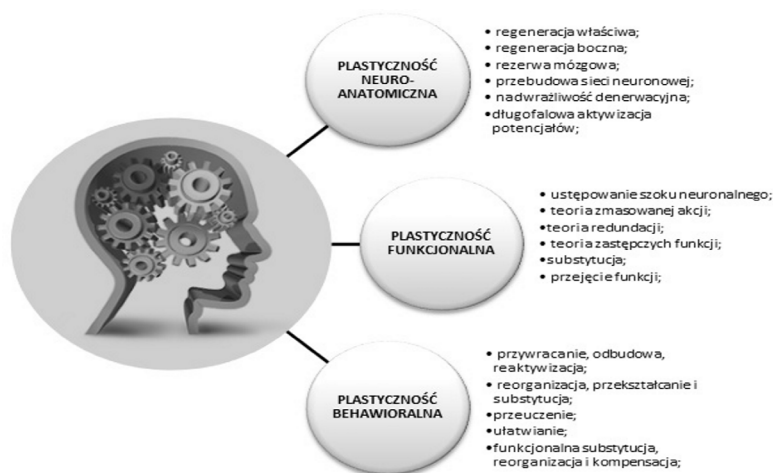 PLASTYCZNOŚĆ
NEURO-
ANATOMICZNA
• regeneracja właściwa;
• regeneracja boczna;
• rezerwa mózgowa;
• przebudowa sieci neuronowej;
• nadwrażliwość denerwacyjna;
•długofalowa aktywizacja
potencjałów;
PLASTYCZNOŚĆ
FUNKCJONALNA
• ustępowanie szoku neuronalnego;
• teoria zmasowanej akcji;
•teoria redundacji;
• teoria zastępczych funkcji;
•substytucja;
• przejęcie funkcji;
PLASTYCZNOŚĆ
BEHAWIORALNA
• przywracanie, odbudowa,
reaktywizacja;
• reorganizacja, przekształcanie i
substytucja;
•przeuczenie;
•ułatwianie;
•funkcjonalna substytucja,
reorganizacja i kompensacja;